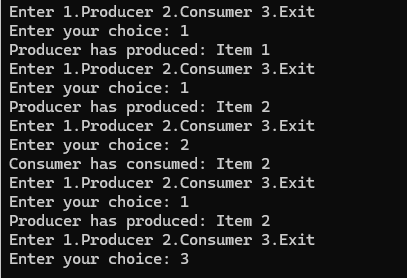 Enter 1.Producer 2.Consumer 3.Exit
Enter your choice: 1
Producer has produced: Item 1
Enter 1.Producer 2.Consumer 3.Exit
Enter your choice: 1
Producer has produced: Item 2
Enter 1.Producer 2.Consumer 3.Exit
Enter your choice: 2
Consumer has consumed: Item 2
Enter 1.Producer 2.Consumer 3.Exit
Enter your choice: 1
Producer has produced: Item 2
Enter 1.Producer 2.Consumer 3.Exit
Enter your choice: 3